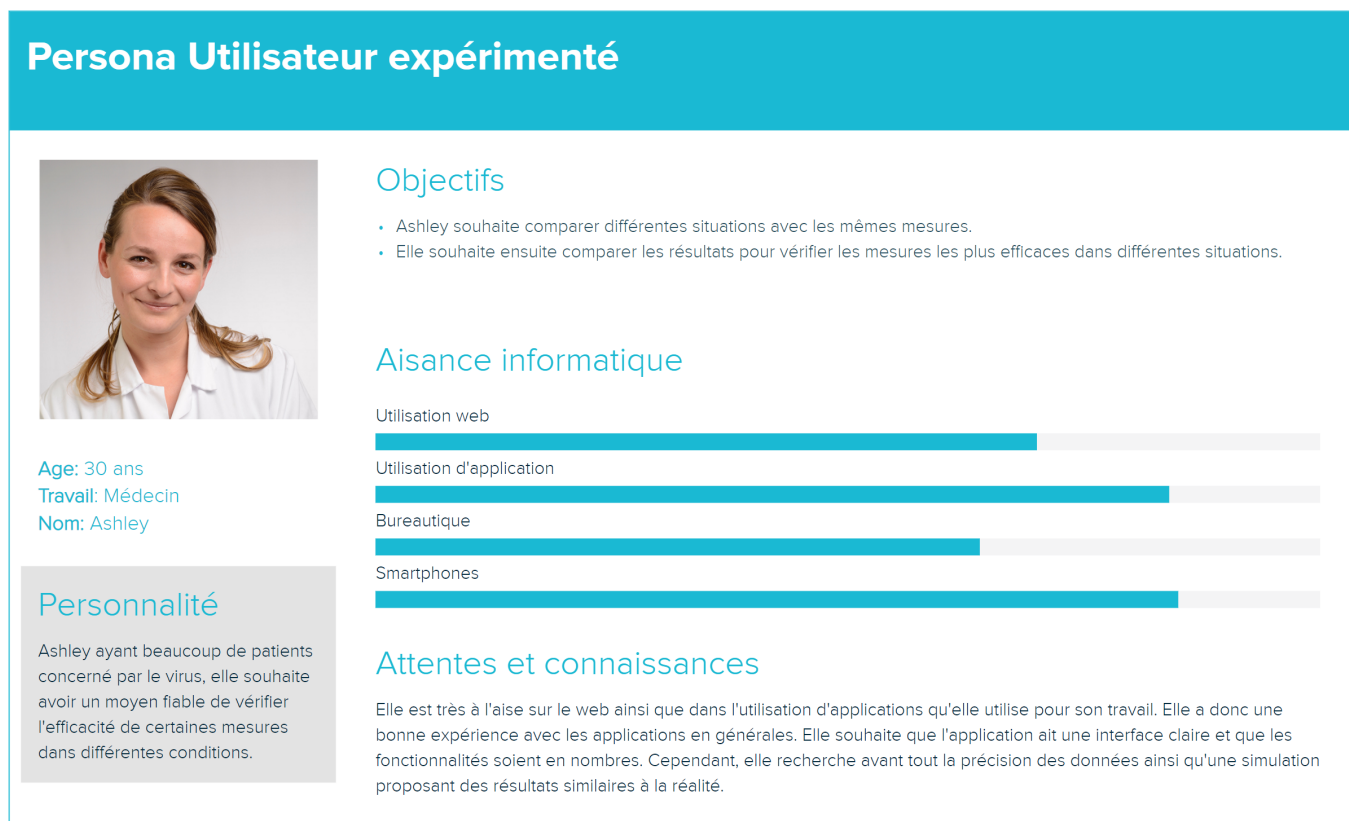 Persona Utilisateur expérimenté
Age: 30 ans
Travail: Médecin
Nom: Ashley
Personnalité
Ashley ayant beaucoup de patients
concerné par le virus, elle souhaite
avoir un moyen fiable de vérifier
l'efficacité de certaines mesures
dans différentes conditions.
Objectifs
• Ashley souhaite comparer différentes situations avec les mêmes mesures.
• Elle souhaite ensuite comparer les résultats pour vérifier les mesures les plus efficaces dans différentes situations.
Aisance informatique
Utilisation web
Utilisation d'application
Bureautique
Smartphones
Attentes et connaissances
Elle est très à l'aise sur le web ainsi que dans l'utilisation d'applications qu'elle utilise pour son travail. Elle a donc une
bonne expérience avec les applications en générales. Elle souhaite que l'application ait une interface claire et que les
fonctionnalités soient en nombres. Cependant, elle recherche avant tout la précision des données ainsi qu'une simulation
proposant des résultats similaires à la réalité.